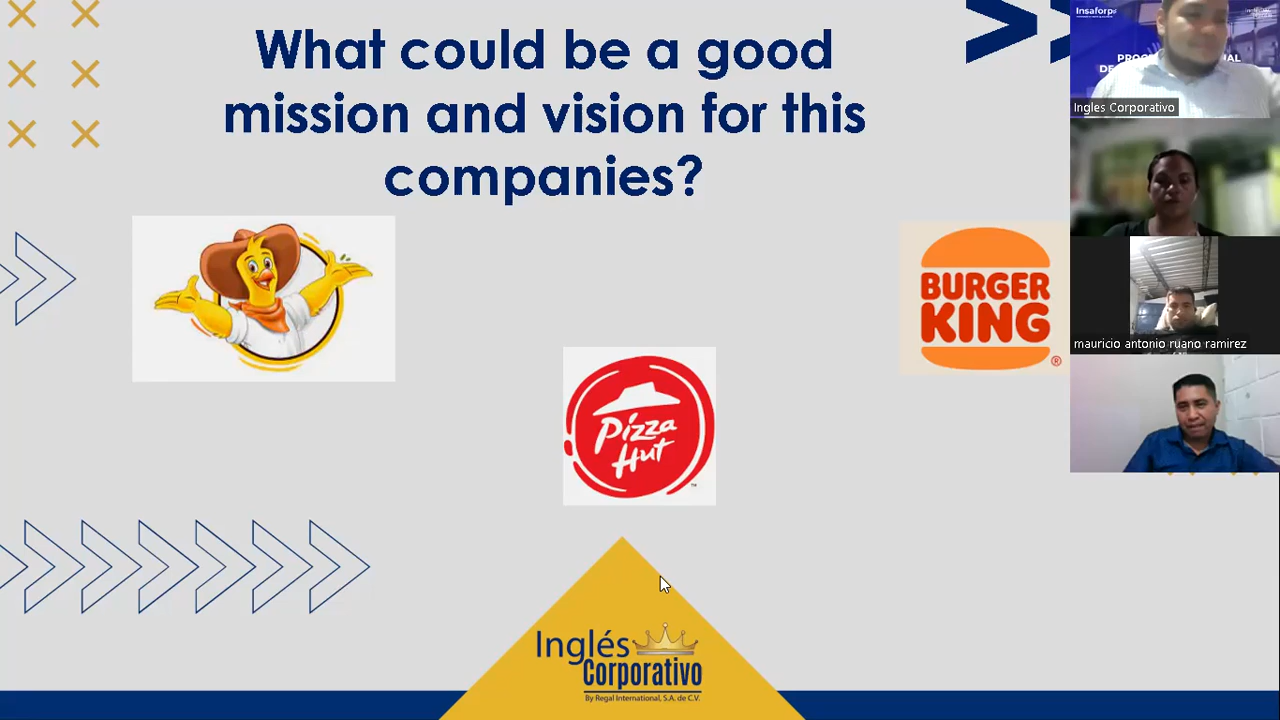 What could be a good
mission and vision for this
companies?
BURGER
KING
®
Pizza
Hut
™
Inglés
Corporativo
By Regal International, S.A. de C.V.
Insaforp
Ingles Corporativo
mauricio antonio ruano ramirez